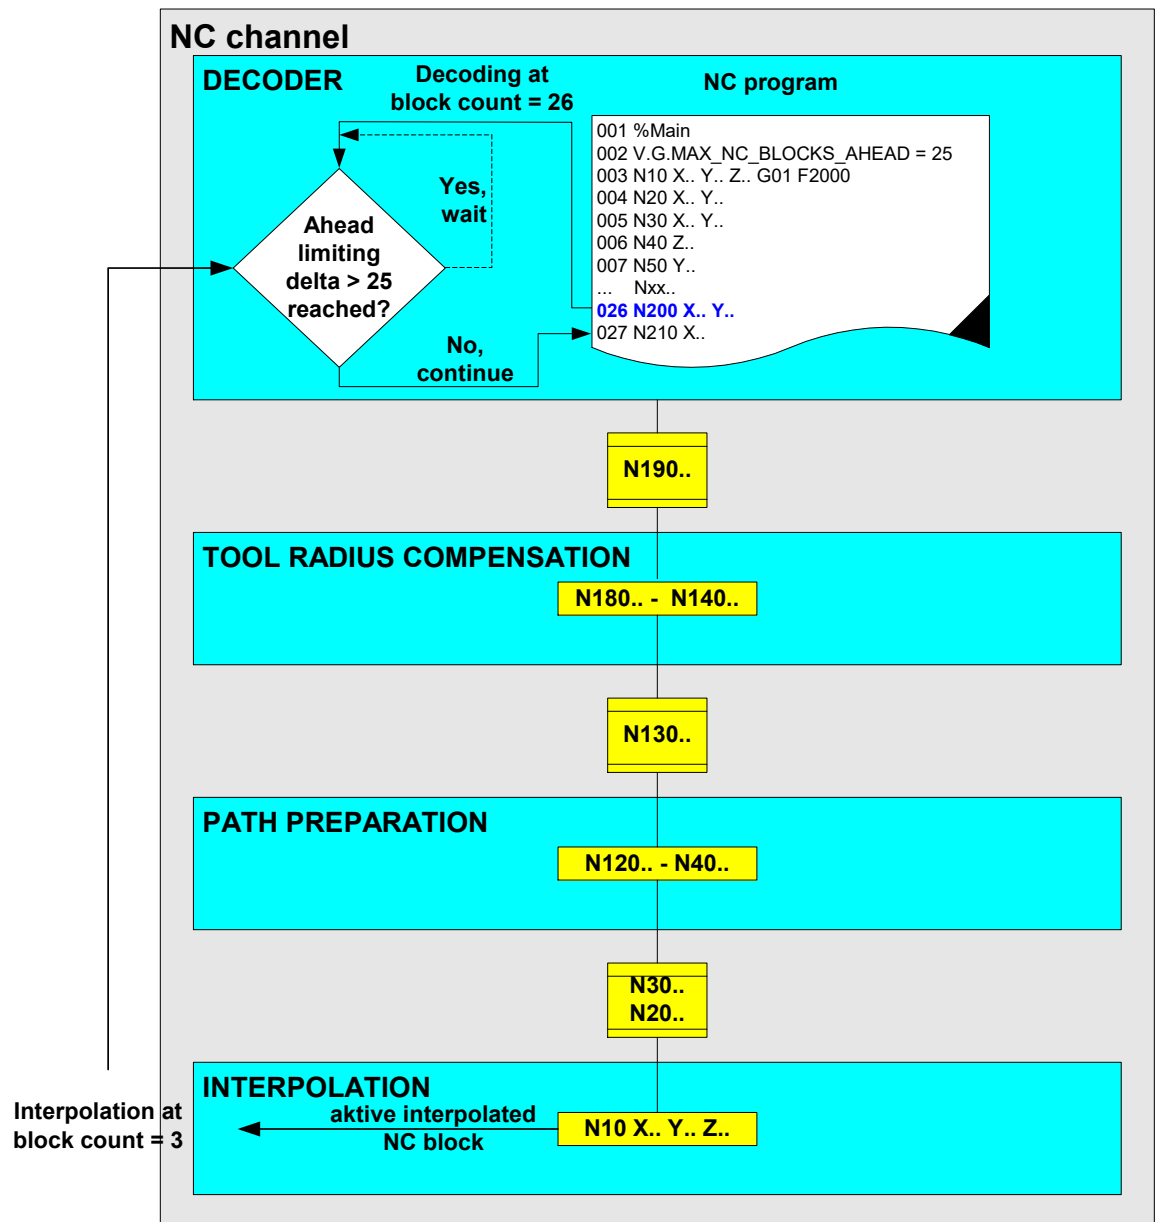 NC channel
DECODER
Decoding at
block count = 26
NC program
001 %Main
002 V.G.MAX_NC_BLOCKS_AHEAD = 25
003 N10 X.. Y.. Z.. G01 F2000
004 N20 X.. Y..
005 N30 X.. Y..
006 N40 Z..
007 N50 Y..
... Nxx..
026 N200 X.. Y..
027 N210 X..
Yes,
wait
Ahead
limiting
delta > 25
reached?
No,
continue
N190..
TOOL RADIUS COMPENSATION
N180.. - N140..
N130..
PATH PREPARATION
N120.. - N40..
N30..
N20..
INTERPOLATION
Interpolation at
block count = 3
aktive interpolated
NC block
N10 X.. Y.. Z..